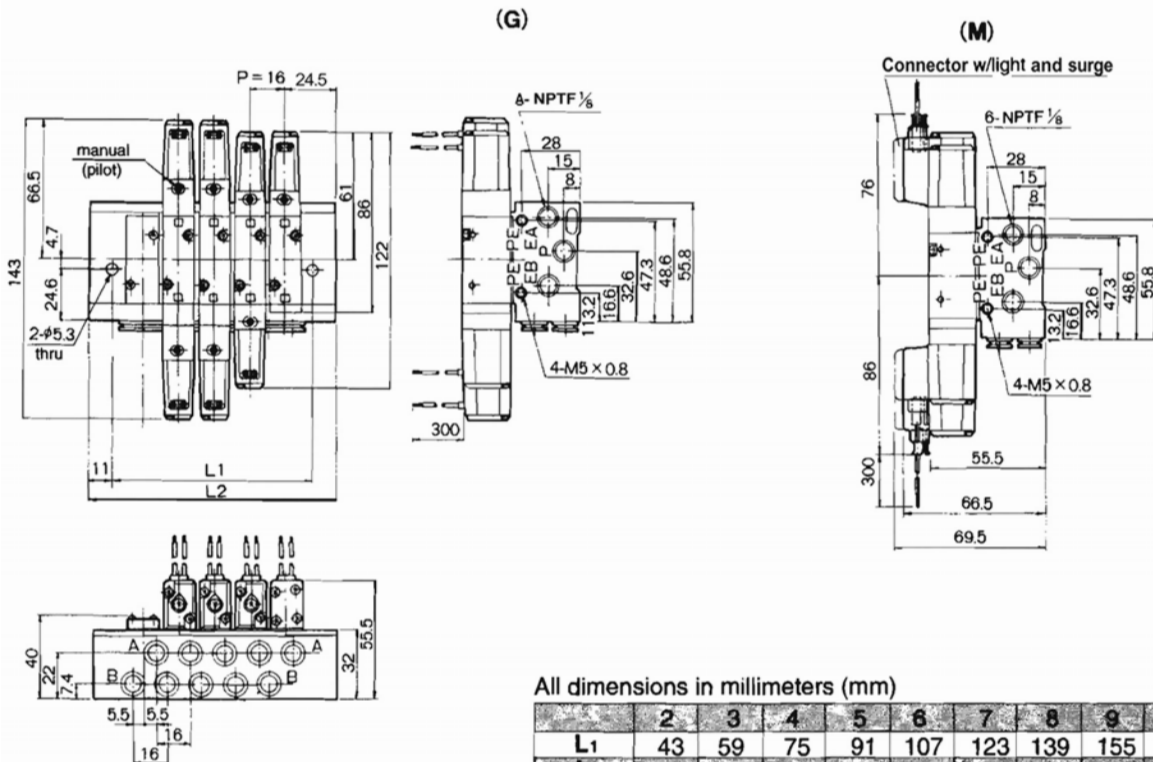 (G)
(M)
Connector w/light and surge
P = 16
24.5
8- NPTF 1/8
6- NPTF 1/8
manual
(pilot)
66.5
4.7
24.6
143
2-φ5.3
thru
61
86
122
11
L1
L2
28
15
8
PE-PE
EB EA
P
13.2
16.6
32.6
47.3
48.6
55.8
4-M5×0.8
300
76
86
300
28
15
8
PE-PE
EB EA
P
13.2
16.6
32.6
47.3
48.6
55.8
4-M5×0.8
55.5
66.5
69.5
40
22
7.4
A
A
B
B
32
55.5
5.5
5.5
16
16
All dimensions in millimeters (mm)
2 3 4 5 6 7 8 9
L1 43 59 75 91 107 123 139 155